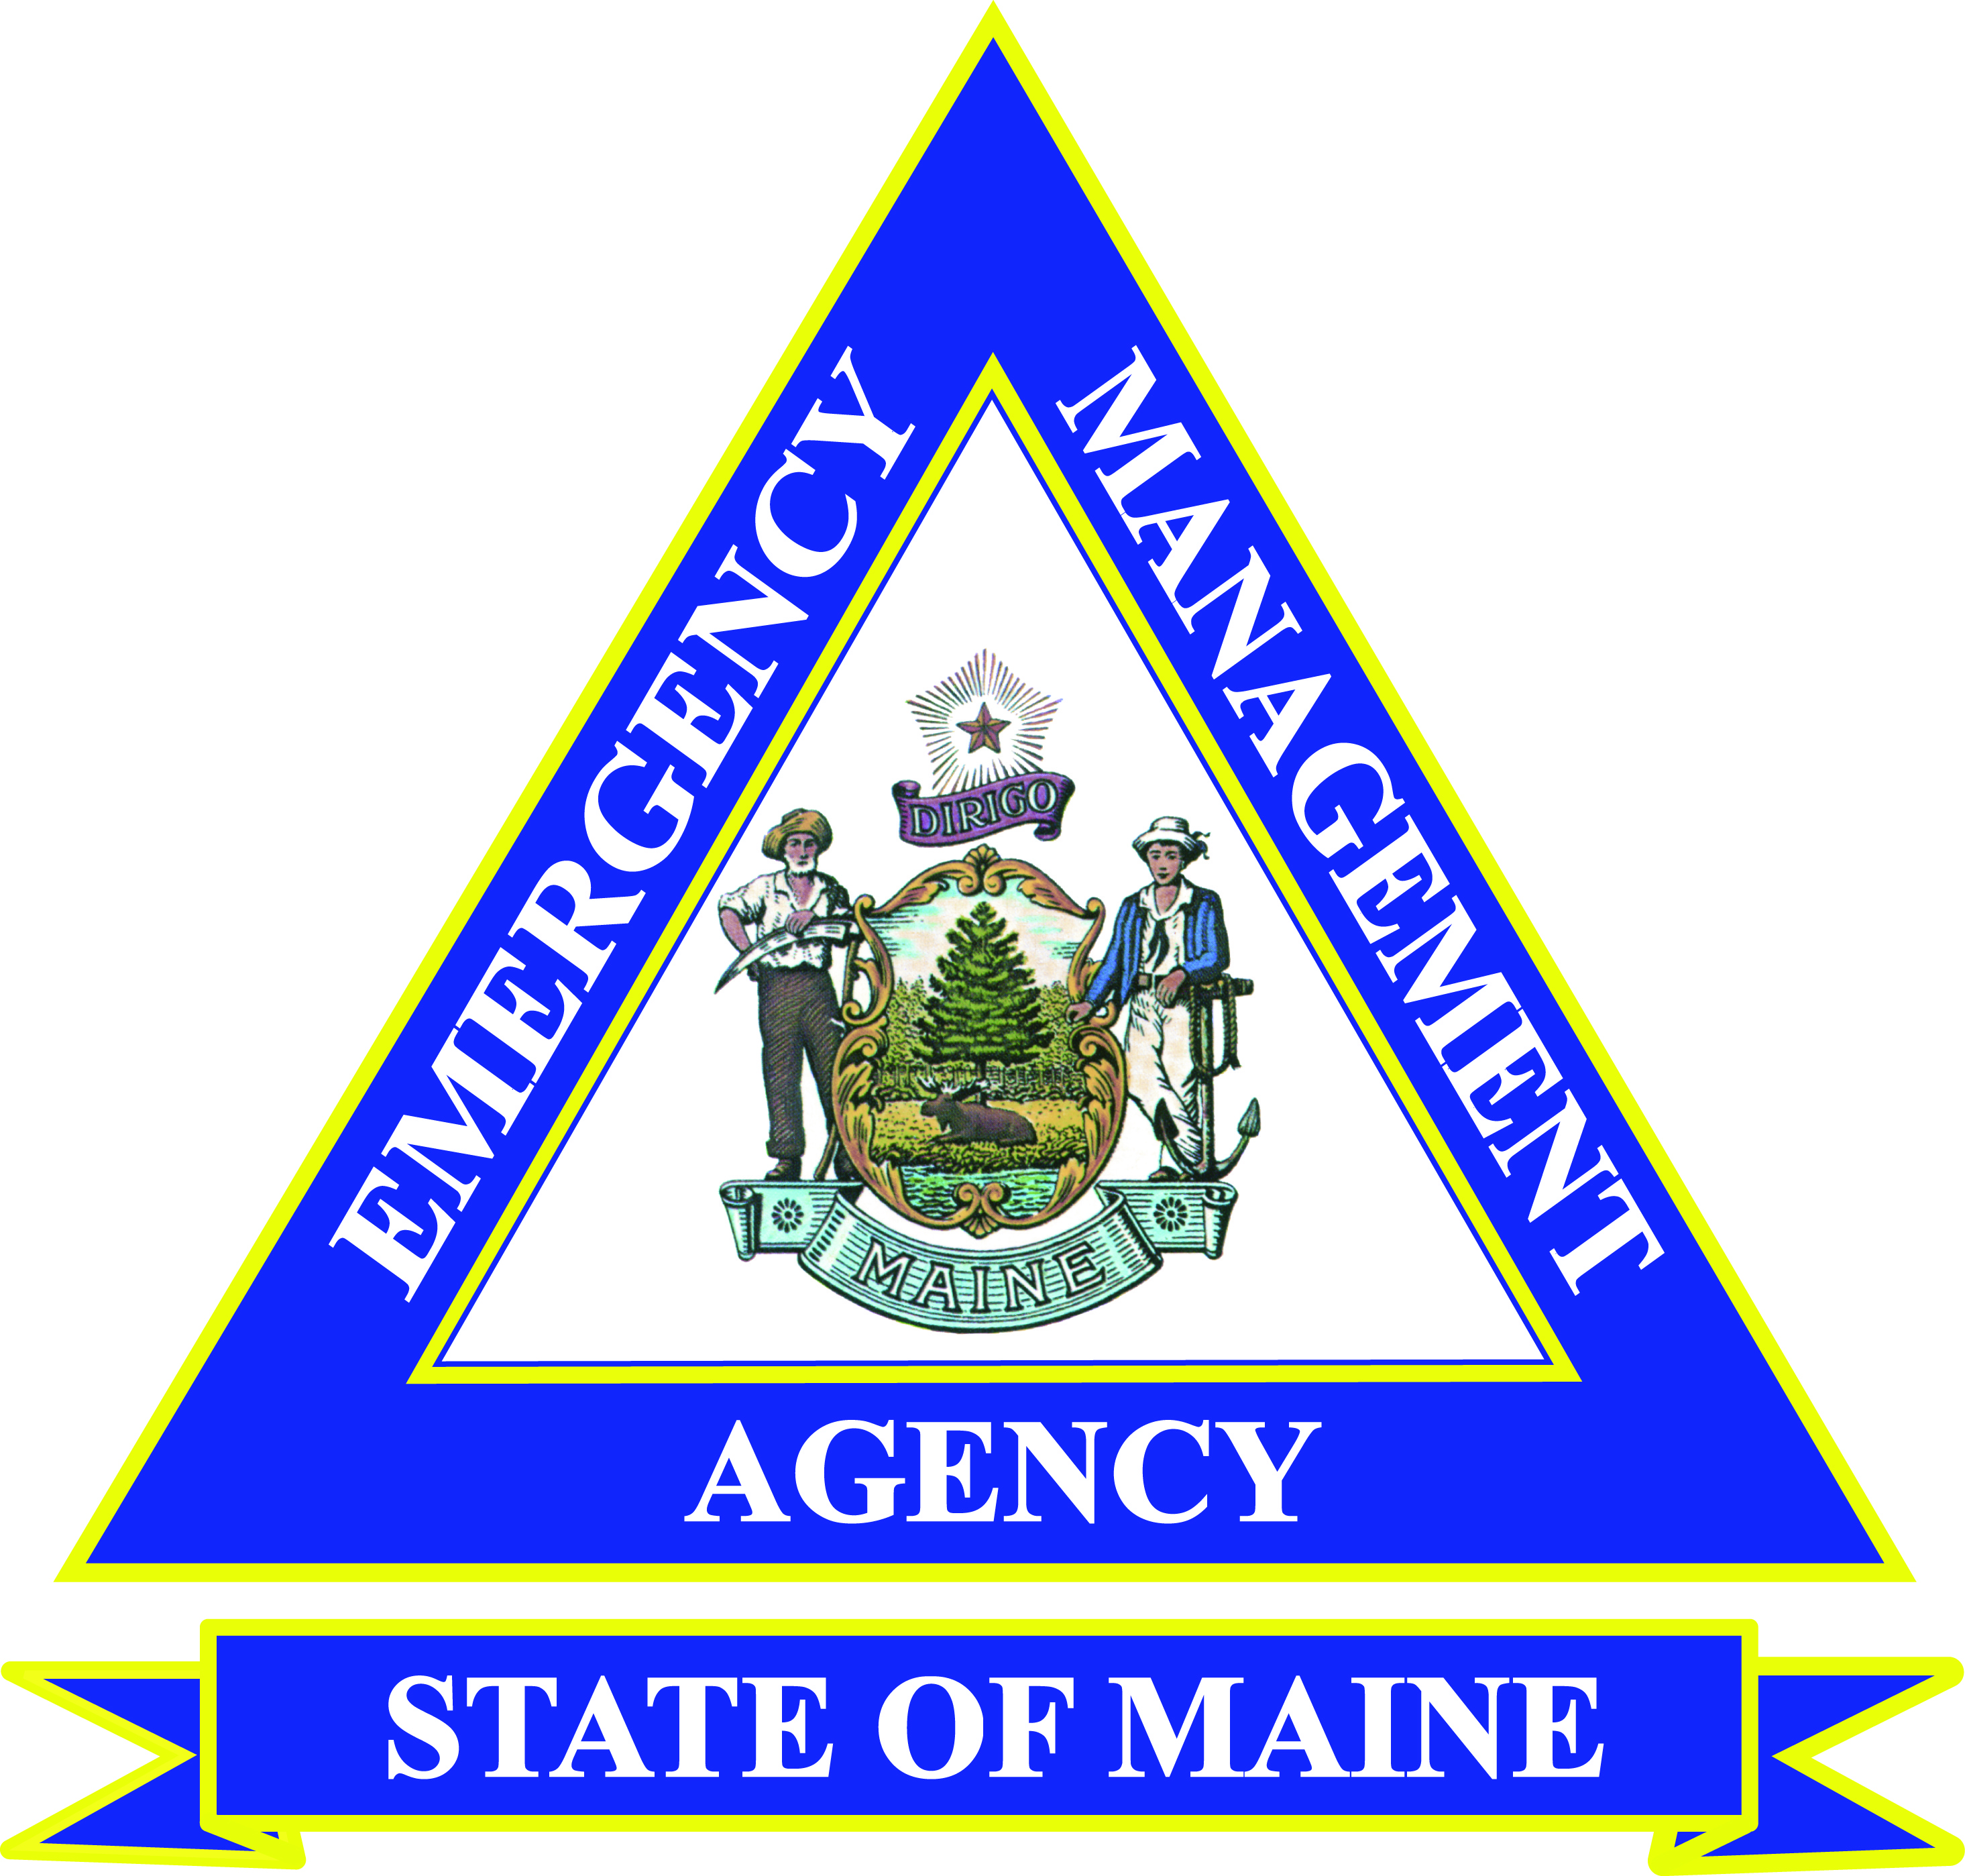 EMERGENCY
MANAGEMENT
DIRIGO
MAINE
AGENCY
STATE OF MAINE